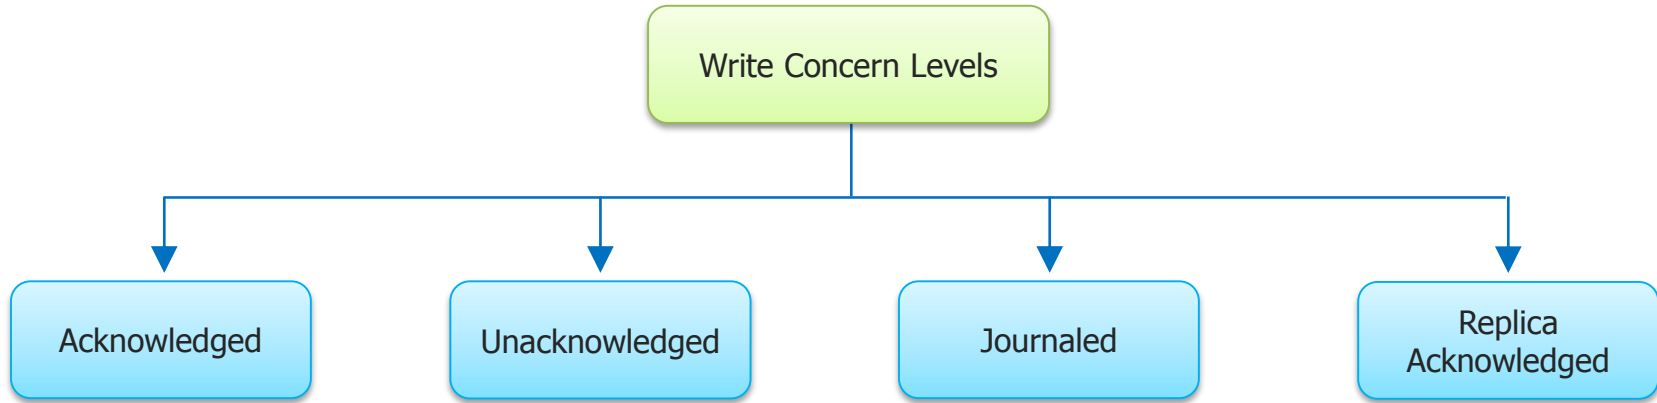 Write Concern Levels
Acknowledged
Unacknowledged
Journaled
Replica
Acknowledged